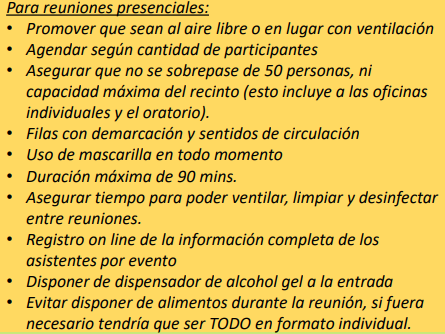 Para reuniones presenciales:
• Promover que sean al aire libre o en lugar con ventilación
• Agendar según cantidad de participantes
• Asegurar que no se sobrepase de 50 personas, ni
capacidad máxima del recinto (esto incluye a las oficinas
individuales y el oratorio).
• Filas con demarcación y sentidos de circulación
• Uso de mascarilla en todo momento
• Duración máxima de 90 mins.
• Asegurar tiempo para poder ventilar, limpiar y desinfectar
entre reuniones.
• Registro on line de la información completa de los
asistentes por evento
• Disponer de dispensador de alcohol gel a la entrada
• Evitar disponer de alimentos durante la reunión, si fuera
necesario tendría que ser TODO en formato individual.